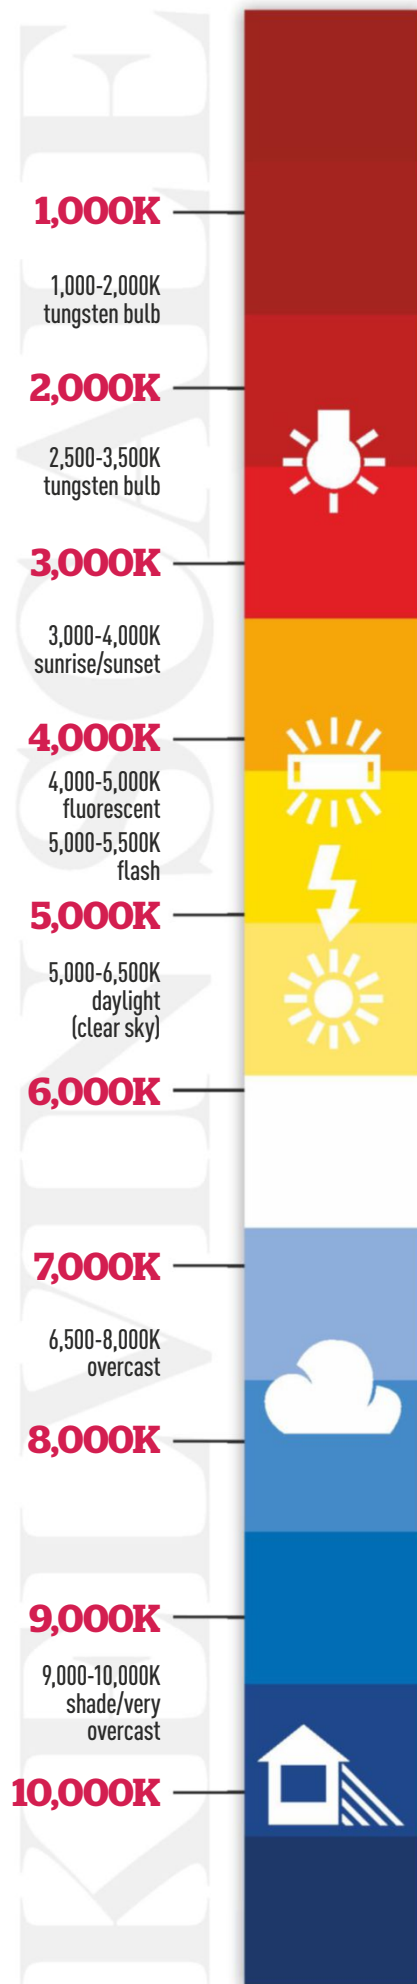 KELVIN SCALE
1,000K
1,000-2,000K
tungsten bulb
2,000K
2,500-3,500K
tungsten bulb
3,000K
3,000-4,000K
sunrise/sunset
4,000K
4,000-5,000K
fluorescent
5,000-5,500K
flash
5,000K
5,000-6,500K
daylight
(clear sky)
6,000K
7,000K
6,500-8,000K
overcast
8,000K
9,000K
9,000-10,000K
shade/very
overcast
10,000K